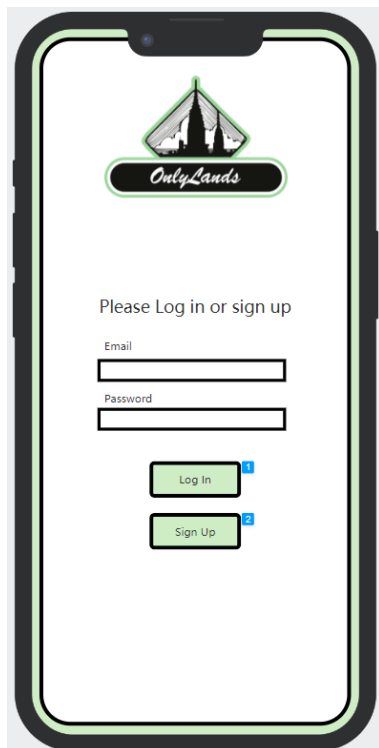 OnlyLands
Please Log in or sign up
Email
Password
Log In
1
Sign Up
2